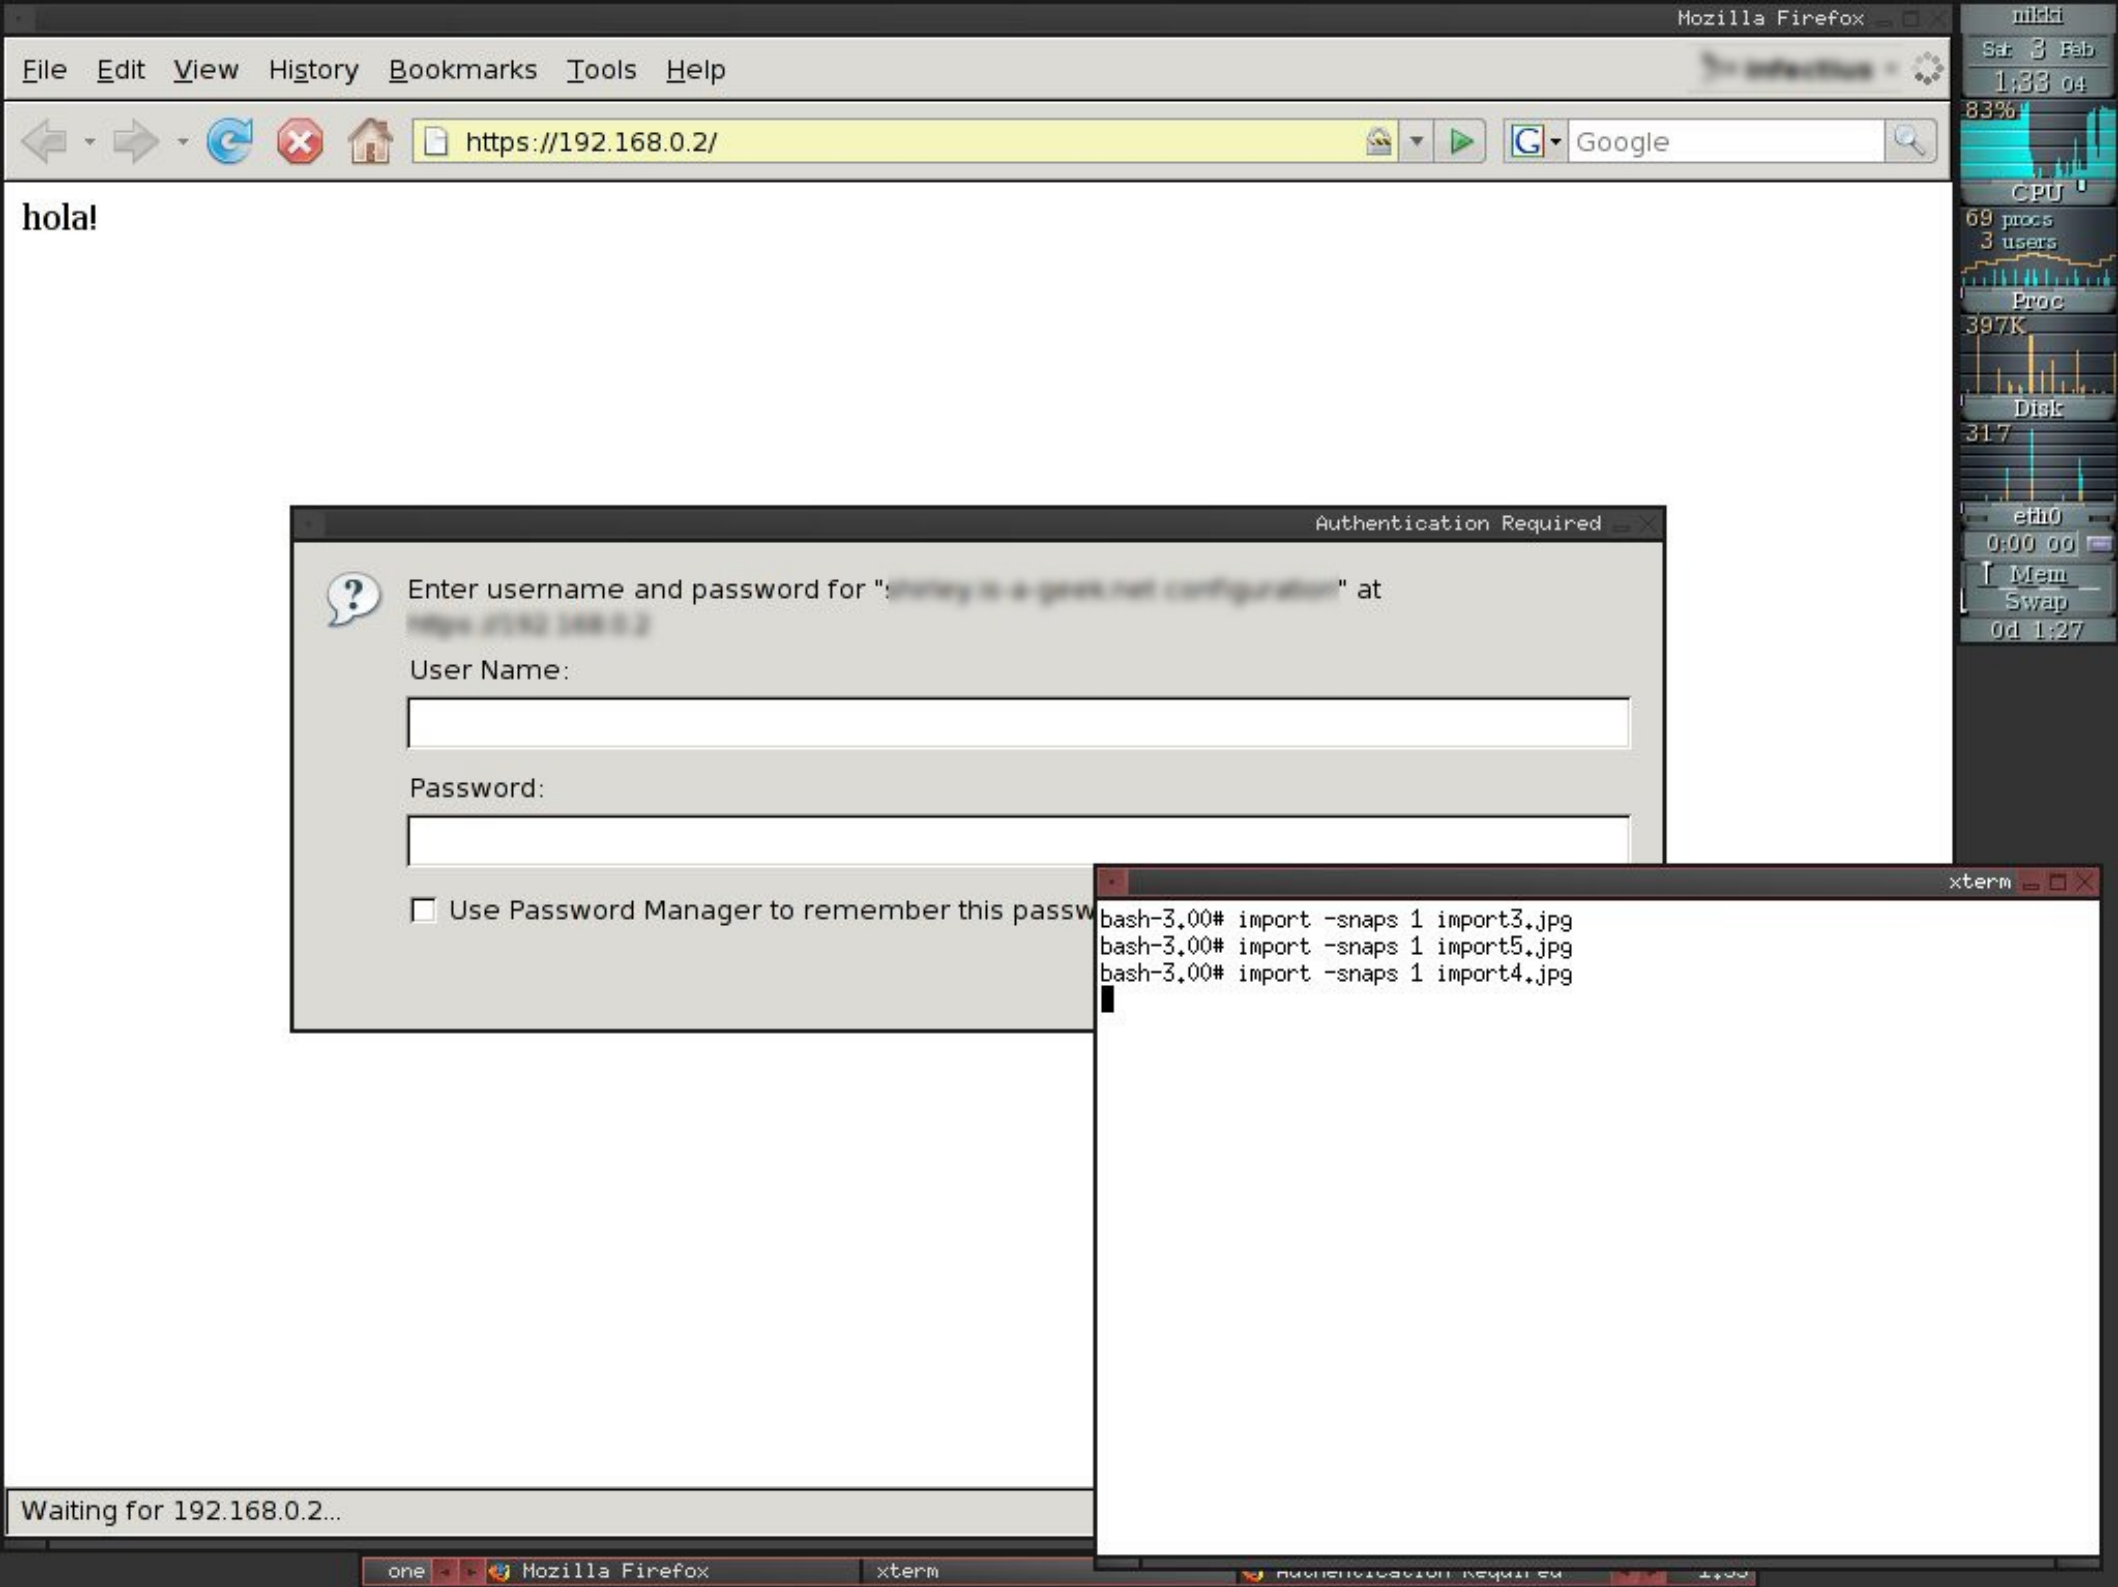 Mozilla Firefox
File Edit View History Bookmarks Tools Help
https://192.168.0.2/
Google
hola!
Authentication Required
Enter username and password for " " at
User Name:
Password:
Use Password Manager to remember this passw
xterm
bash-3.00# import -snaps 1 import3.jpg
bash-3.00# import -snaps 1 import5.jpg
bash-3.00# import -snaps 1 import4.jpg
Waiting for 192.168.0.2...
one Mozilla Firefox xterm Authentication Required 1:33
nikki
Sat 3 Feb
1:33 04
83%
CPU 0
69 procs
3 users
Proc
397K
Disk
317
eth0
0:00 00
Mem
Swap
0d 1:27